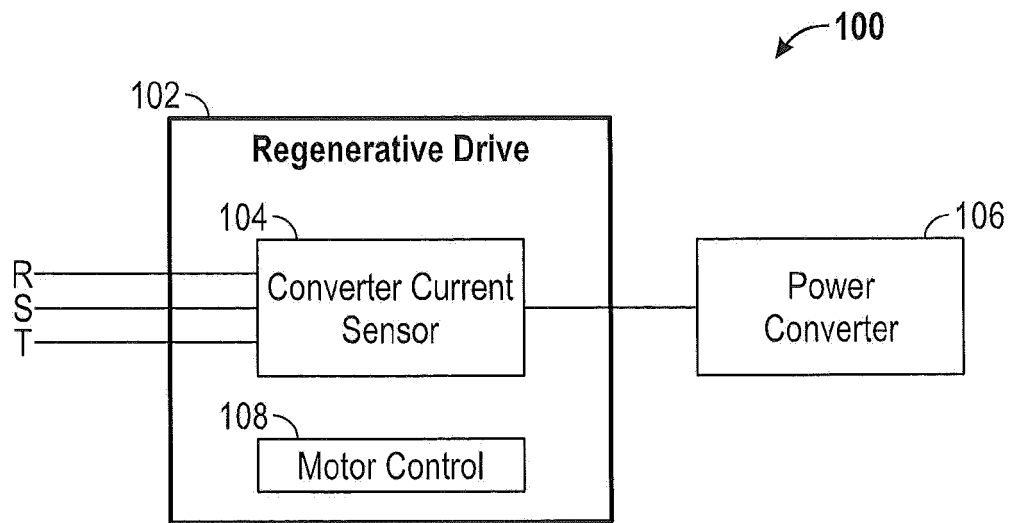 100
102
Regenerative Drive
104
106
R
S
T
Converter Current
Sensor
Power
Converter
108
Motor Control